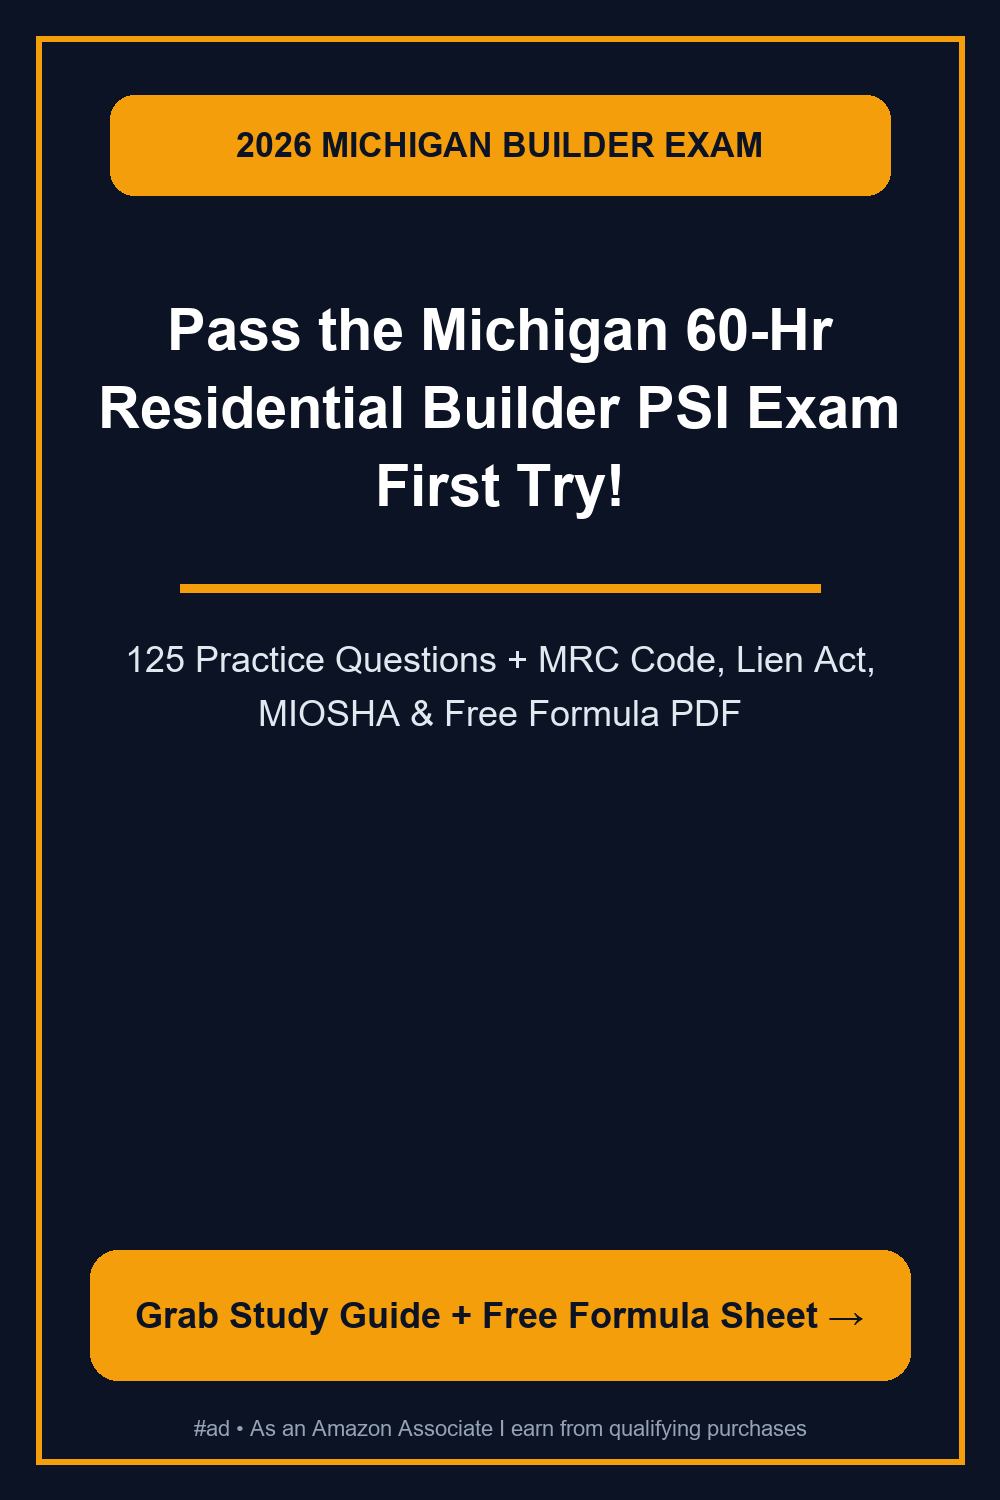 2026 MICHIGAN BUILDER EXAM
Pass the Michigan 60-Hr
Residential Builder PSI Exam
First Try!
125 Practice Questions + MRC Code, Lien Act,
MIOSHA & Free Formula PDF
Grab Study Guide + Free Formula Sheet →
#ad • As an Amazon Associate I earn from qualifying purchases